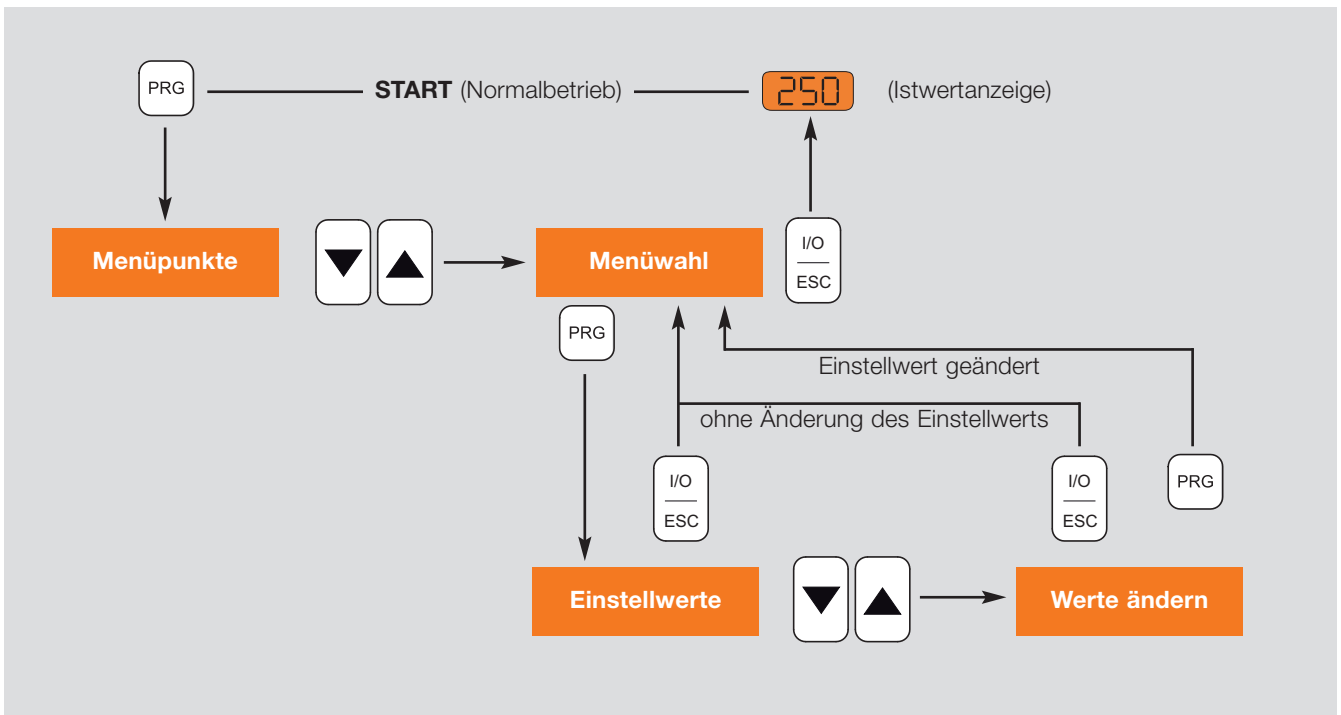 PRG START (Normalbetrieb) 250 (Istwertanzeige)
Menüpunkte Menüwahl I/O
ESC
PRG
Einstellwert geändert
ohne Änderung des Einstellwerts
I/O
ESC
I/O
ESC
PRG
Einstellwerte Werte ändern